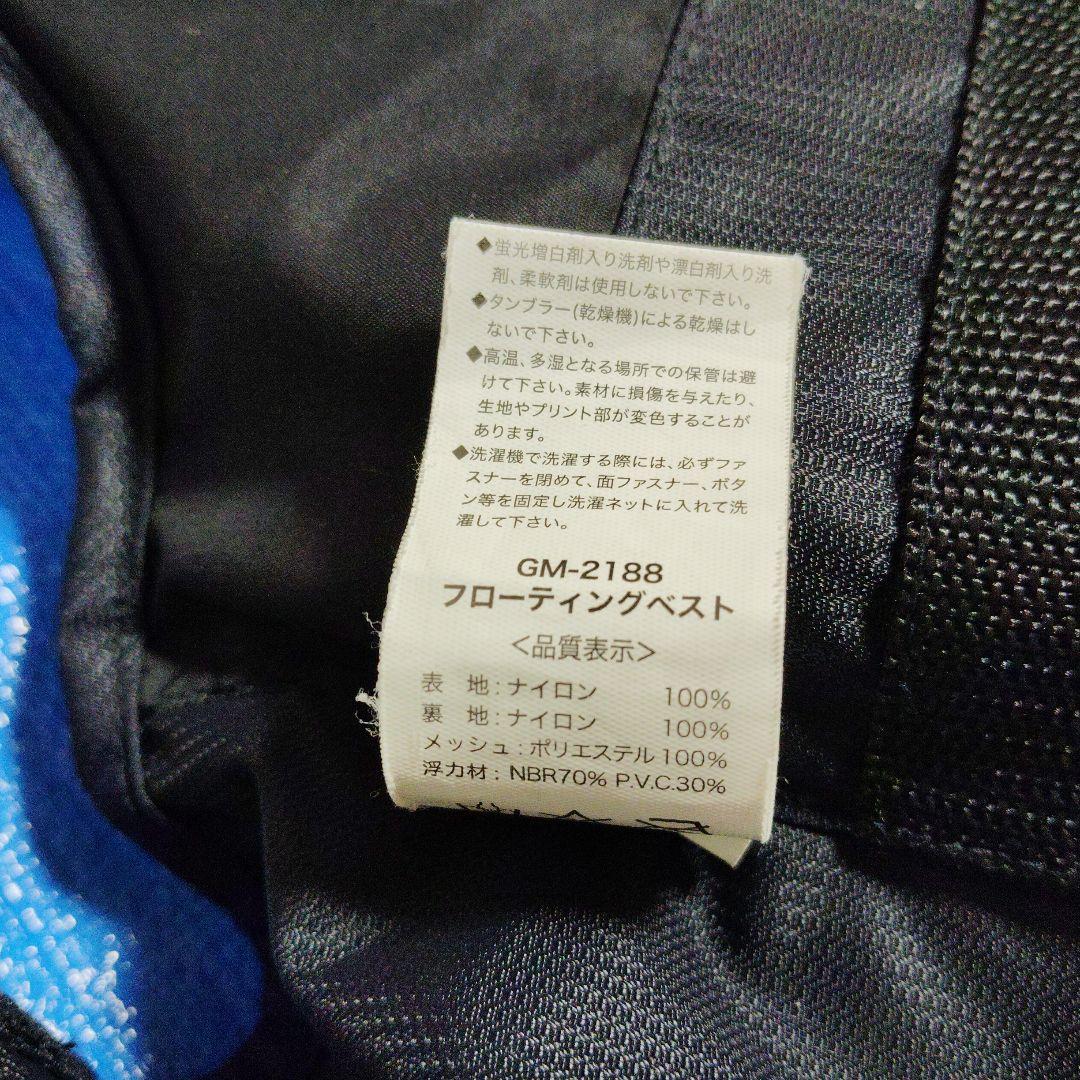 ◆蛍光増白剤入り洗剤や漂白剤入り洗
剤、柔軟剤は使用しないで下さい。
◆タンブラー(乾燥機)による乾燥はし
ないで下さい。
◆高温、多湿となる場所での保管は避
けて下さい。素材に損傷を与えたり、
生地やプリント部が変色することが
あります。
◆洗濯機で洗濯する際には、必ずファ
スナーを閉めて、面ファスナー、ボタ
ン等を固定し洗濯ネットに入れて洗
濯して下さい。
GM-2188
フローティングベスト
<品質表示>
表 地:ナイロン 100%
裏 地:ナイロン 100%
メッシュ:ポリエステル100%
浮力材:NBR70% P.V.C.30%